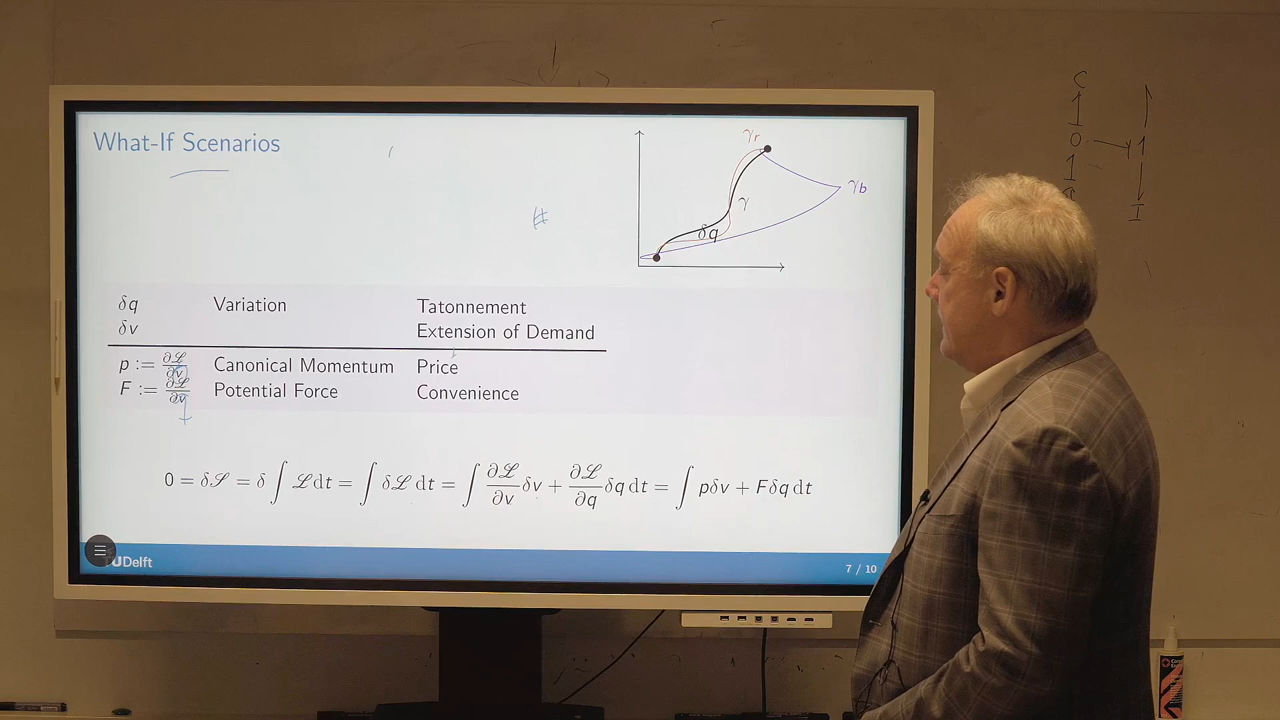 What-If Scenarios
γr
γb
γ
δq
δq Variation Tatonnement
δv Extension of Demand
p := ∂ℒ/∂v Canonical Momentum Price
F := ∂ℒ/∂v Potential Force Convenience
0 = δ𝒮 = δ ∫ ℒ dt = ∫ δℒ dt = ∫ ∂ℒ/∂v δv + ∂ℒ/∂q δq dt = ∫ pδv + Fδq dt
TUDelft
7 / 10